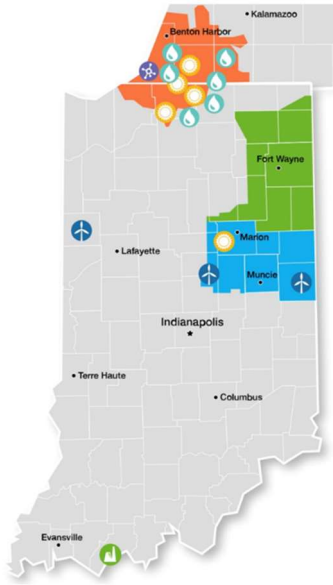 Kalamazoo
Benton Harbor
Fort Wayne
Marion
Lafayette
Muncie
Indianapolis
Terre Haute
Columbus
Evansville